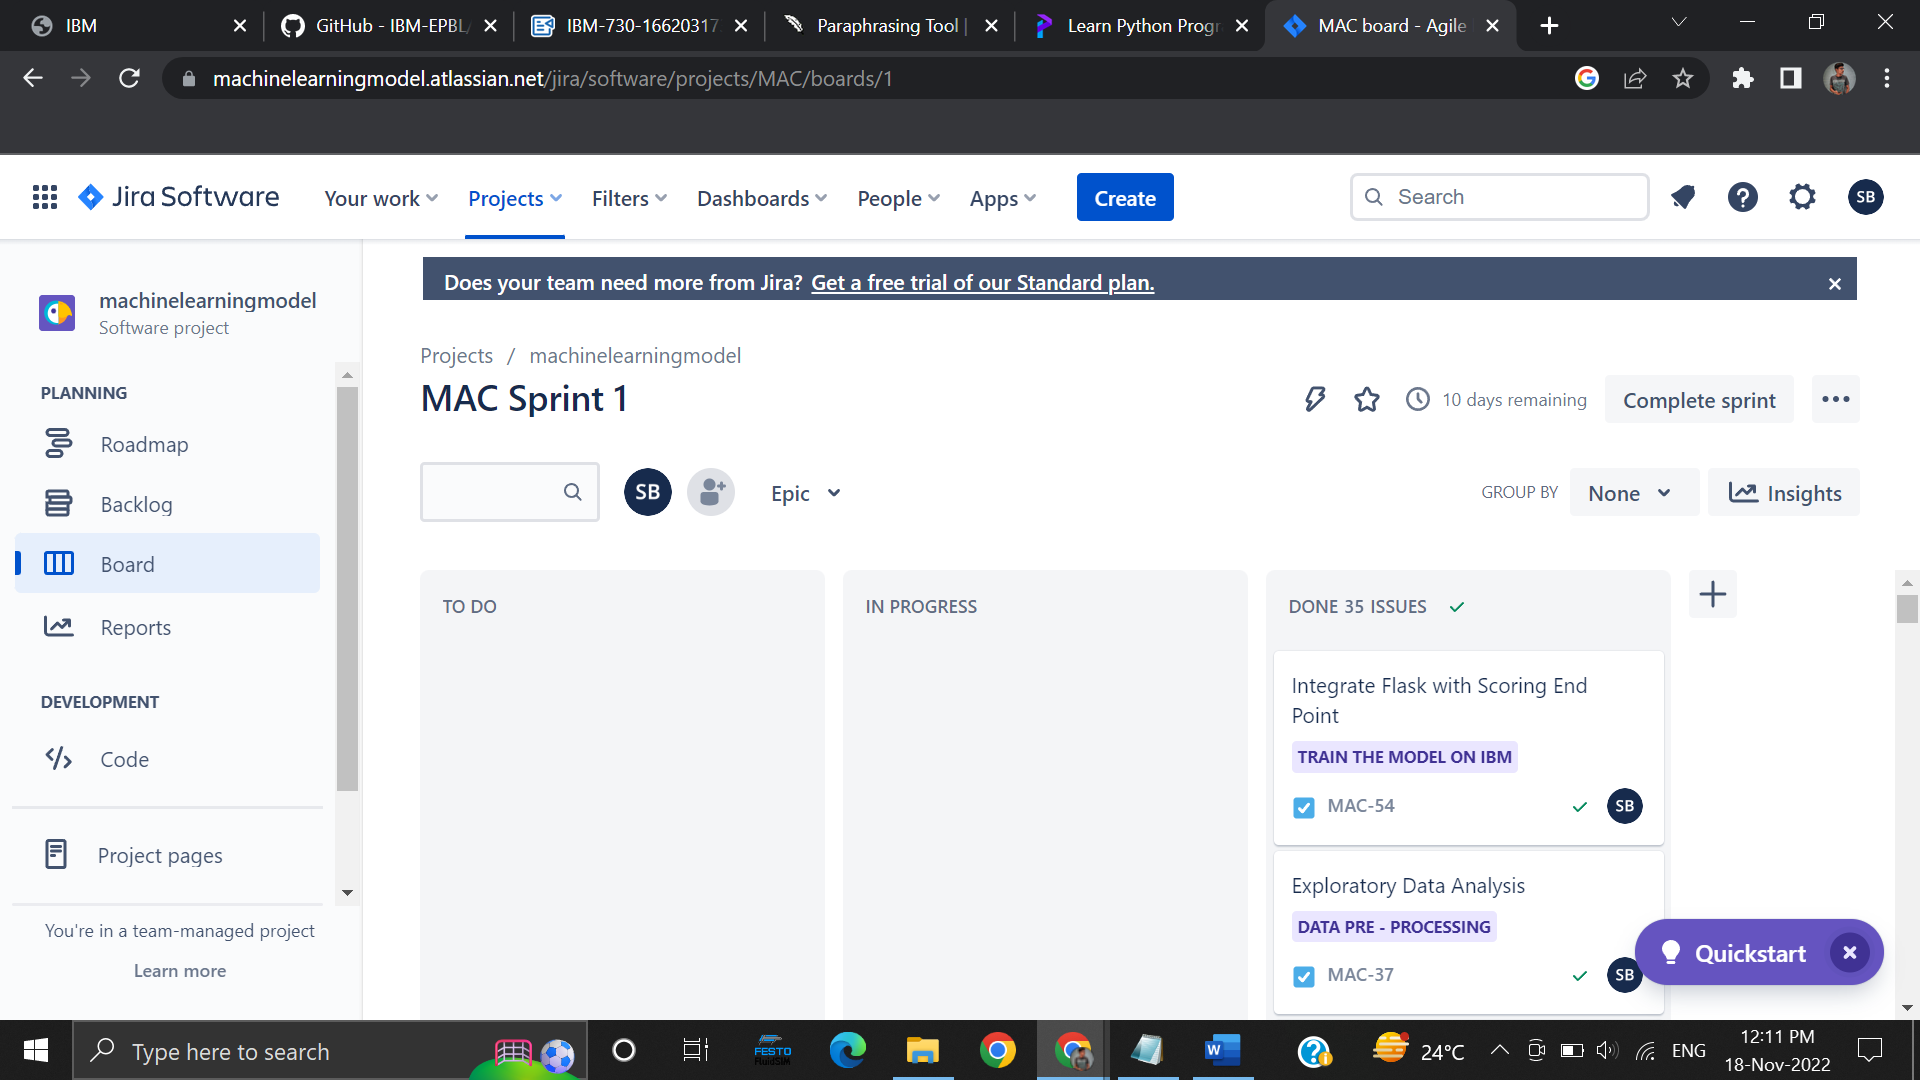 IBM
GitHub - IBM-EPBL/
IBM-730-1662031 7
Paraphrasing Tool |
Learn Python Progr
MAC board - Agile
machinelearningmodel.atlassian.net/jira/software/projects/MAC/boards/1
Jira Software
Your work
Projects
Filters
Dashboards
People
Apps
Create
Search
SB
machinelearningmodel
Software project
Does your team need more from Jira? Get a free trial of our Standard plan.
Projects / machinelearningmodel
MAC Sprint 1
10 days remaining
Complete sprint
PLANNING
Roadmap
Backlog
Board
Reports
DEVELOPMENT
Code
Project pages
You're in a team-managed project
Learn more
SB
Epic
GROUP BY
None
Insights
TO DO
IN PROGRESS
DONE 35 ISSUES
Integrate Flask with Scoring End
Point
TRAIN THE MODEL ON IBM
MAC-54
SB
Exploratory Data Analysis
DATA PRE - PROCESSING
MAC-37
SB
Quickstart
Type here to search
FESTO
FluidSIM
24°C
ENG
12:11 PM
18-Nov-2022